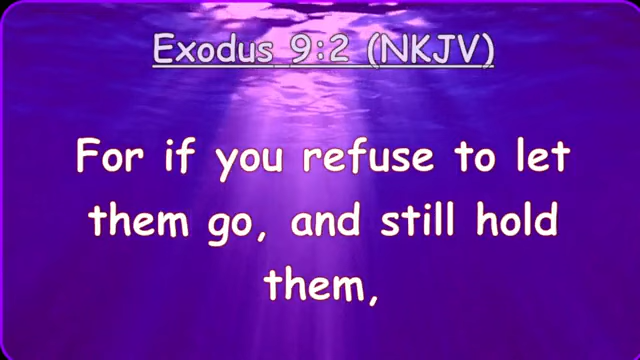 Exodus 9:2 (NKJV)
For if you refuse to let
them go, and still hold
them,